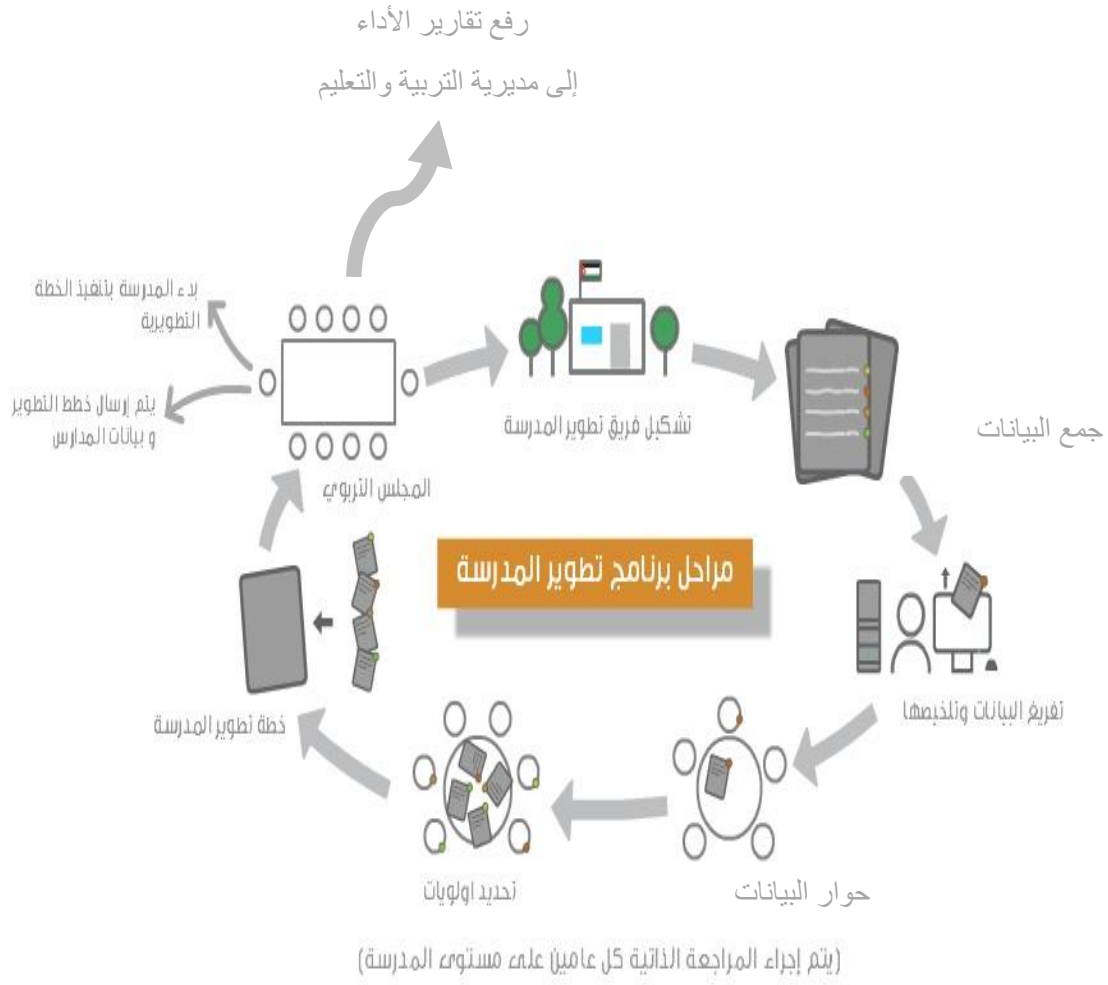 رفع تقارير الأداء
إلى مديرية التربية والتعليم
بدء المدرسة بتنفيذ الخطة
التطويرية
يتم إرسال خطط التطوير
و بيانات المدارس
المجلس التربوي
تشكيل فريق تطوير المدرسة
جمع البيانات
مراحل برنامج تطوير المدرسة
تفريغ البيانات وتلخيصها
خطة تطوير المدرسة
تحديد اولويات
حوار البيانات
(يتم إجراء المراجعة الذاتية كل عامين على مستوى المدرسة)